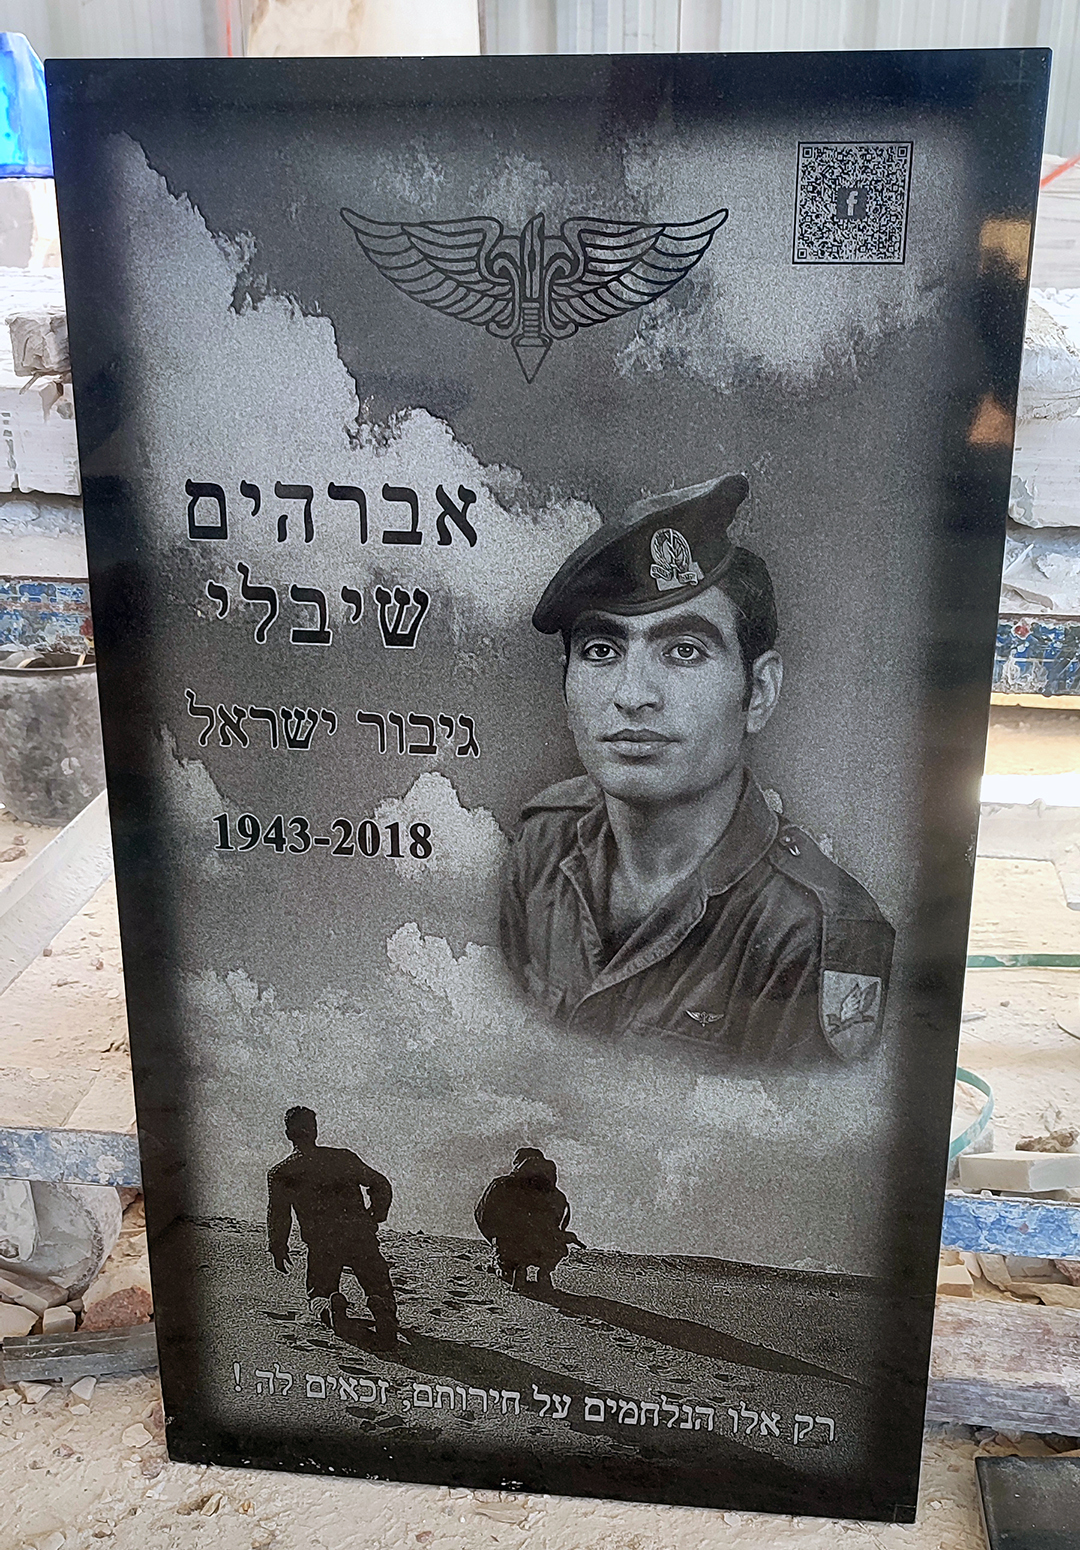 אברהים
שיבלי
גיבור ישראל
1943-2018
רק אלו הנלחמים על חירותם, זכאים לה !